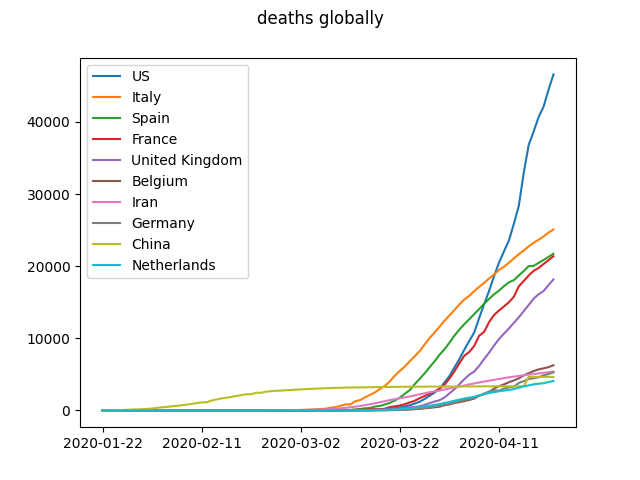 deaths globally
US
Italy
Spain
France
United Kingdom
Belgium
Iran
Germany
China
Netherlands
40000
30000
20000
10000
0
2020-01-22 2020-02-11 2020-03-02 2020-03-22 2020-04-11